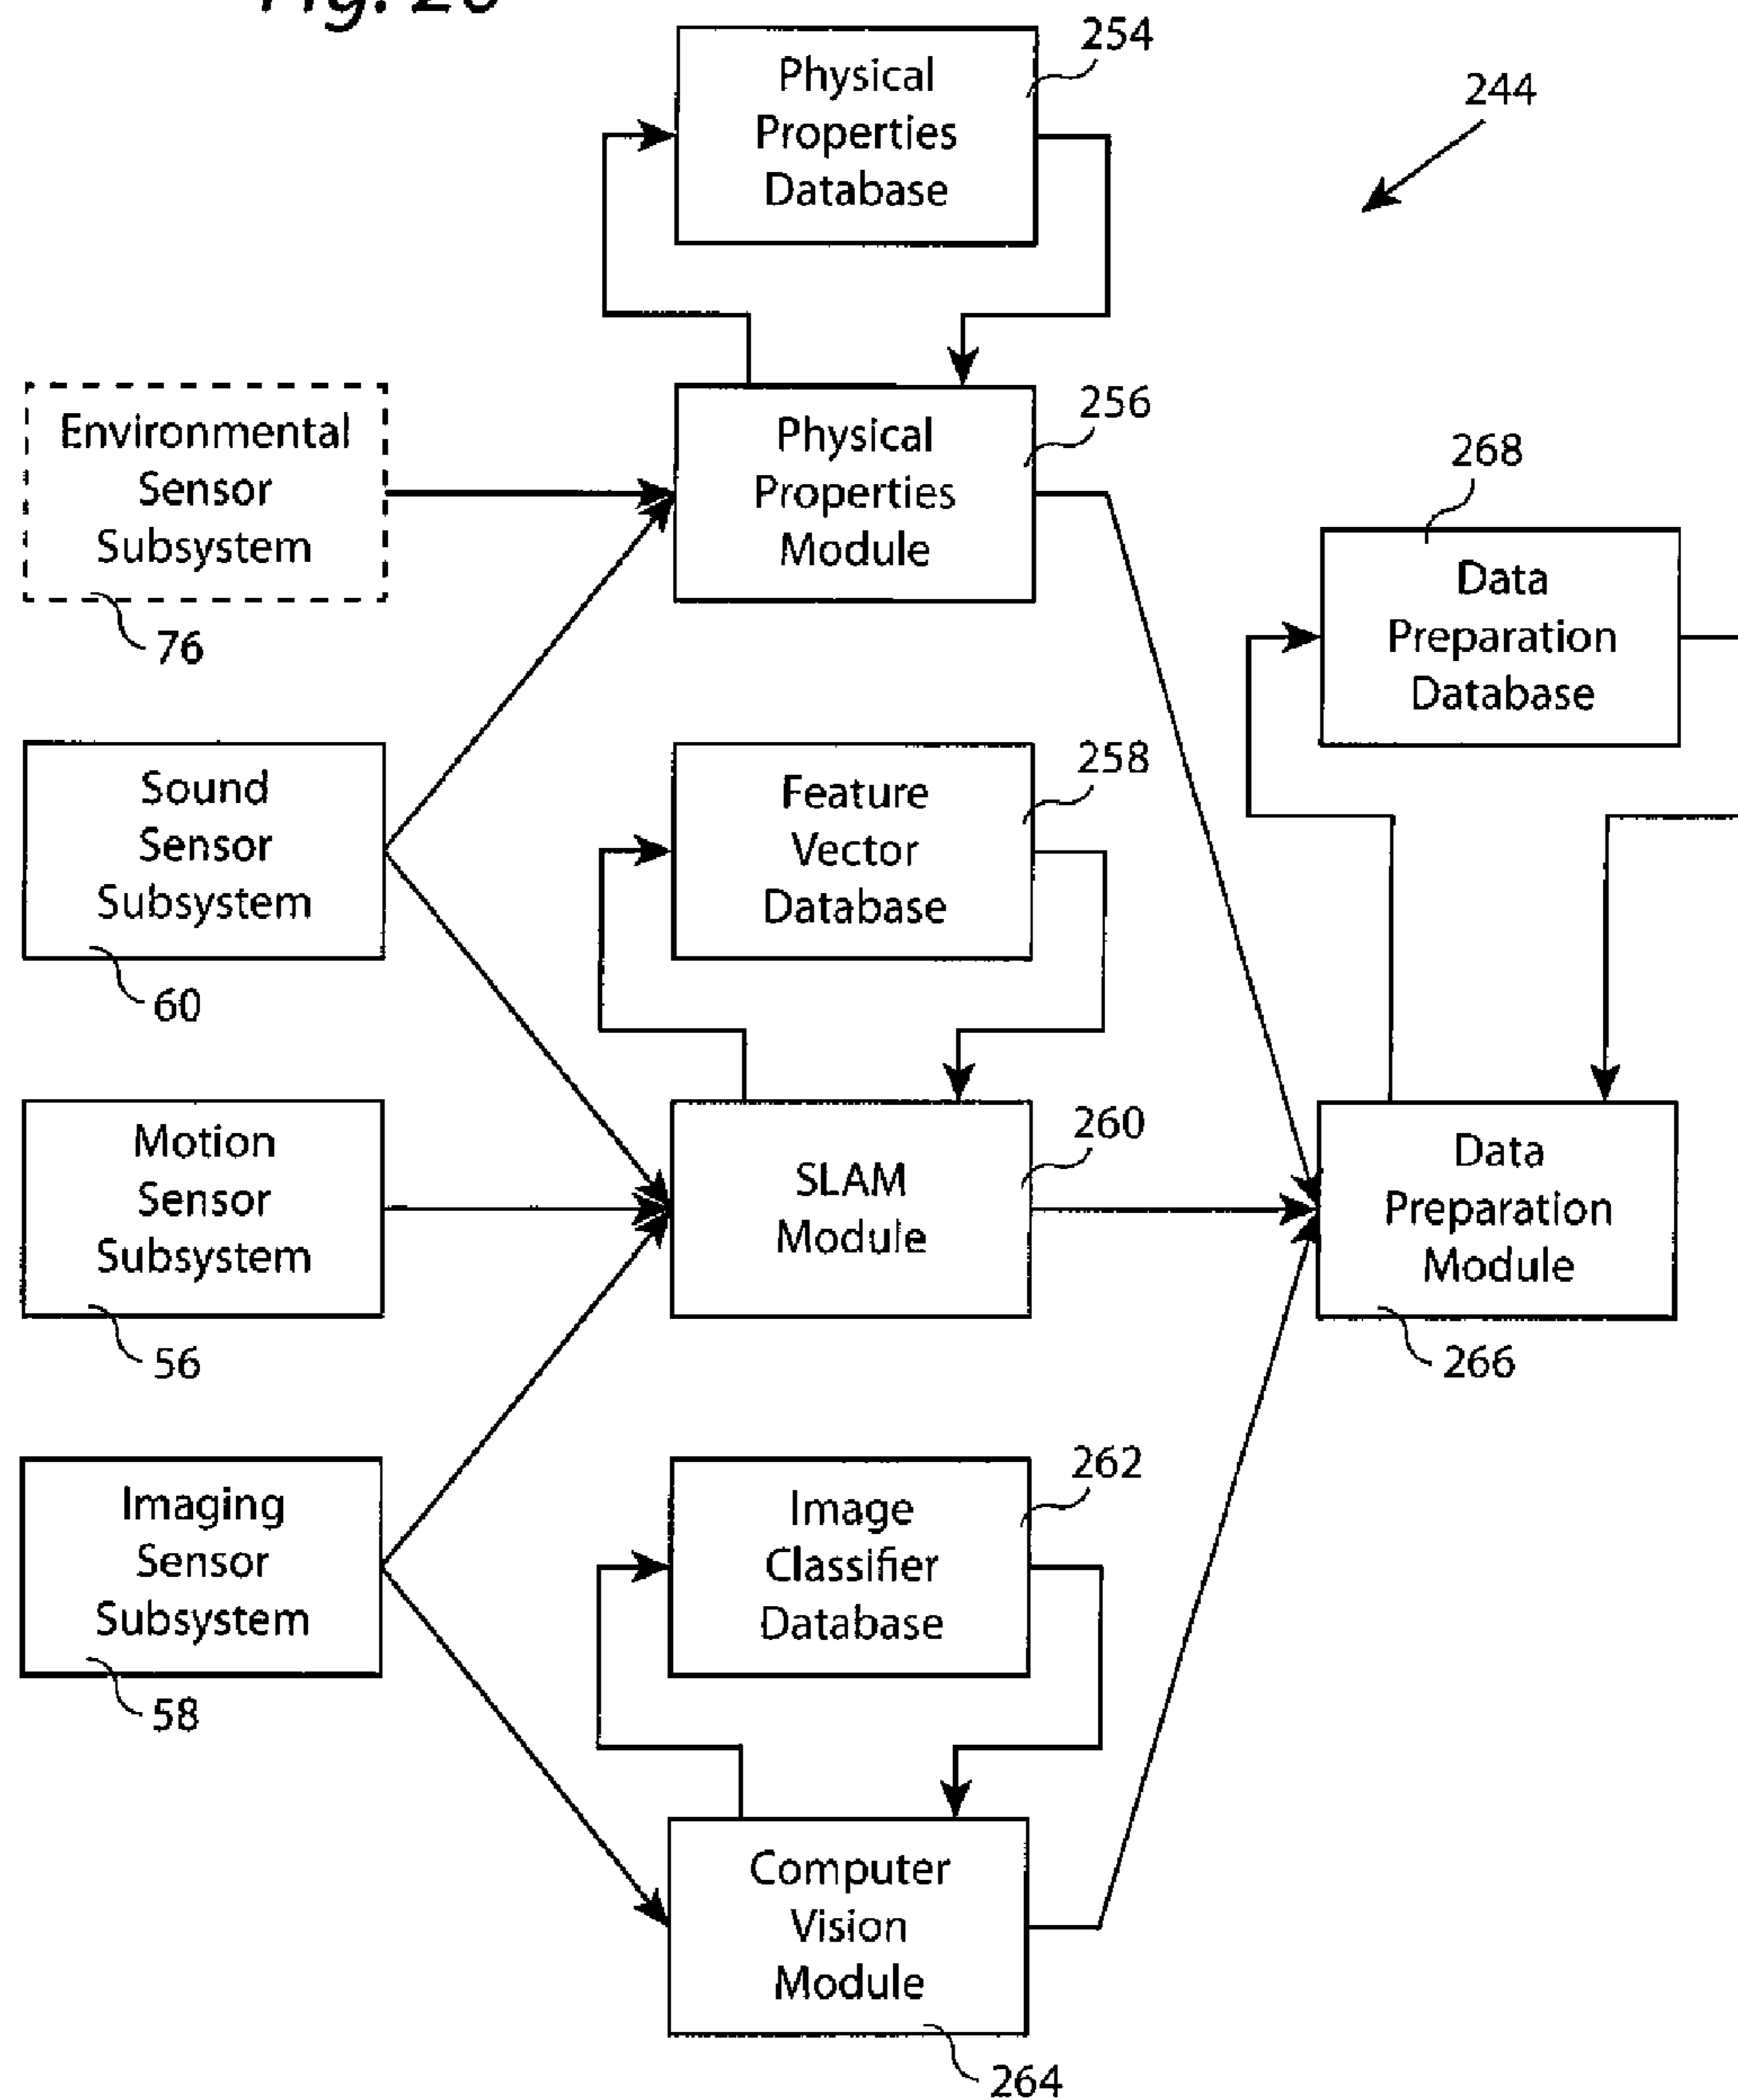 Physical
Properties
Database
254
244
Physical
Properties
Module
256
Environmental
Sensor
Subsystem
76
268
Data
Preparation
Database
Sound
Sensor
Subsystem
60
Feature
Vector
Database
258
Motion
Sensor
Subsystem
56
SLAM
Module
260
Data
Preparation
Module
266
Imaging
Sensor
Subsystem
58
Image
Classifier
Database
262
Computer
Vision
Module
264